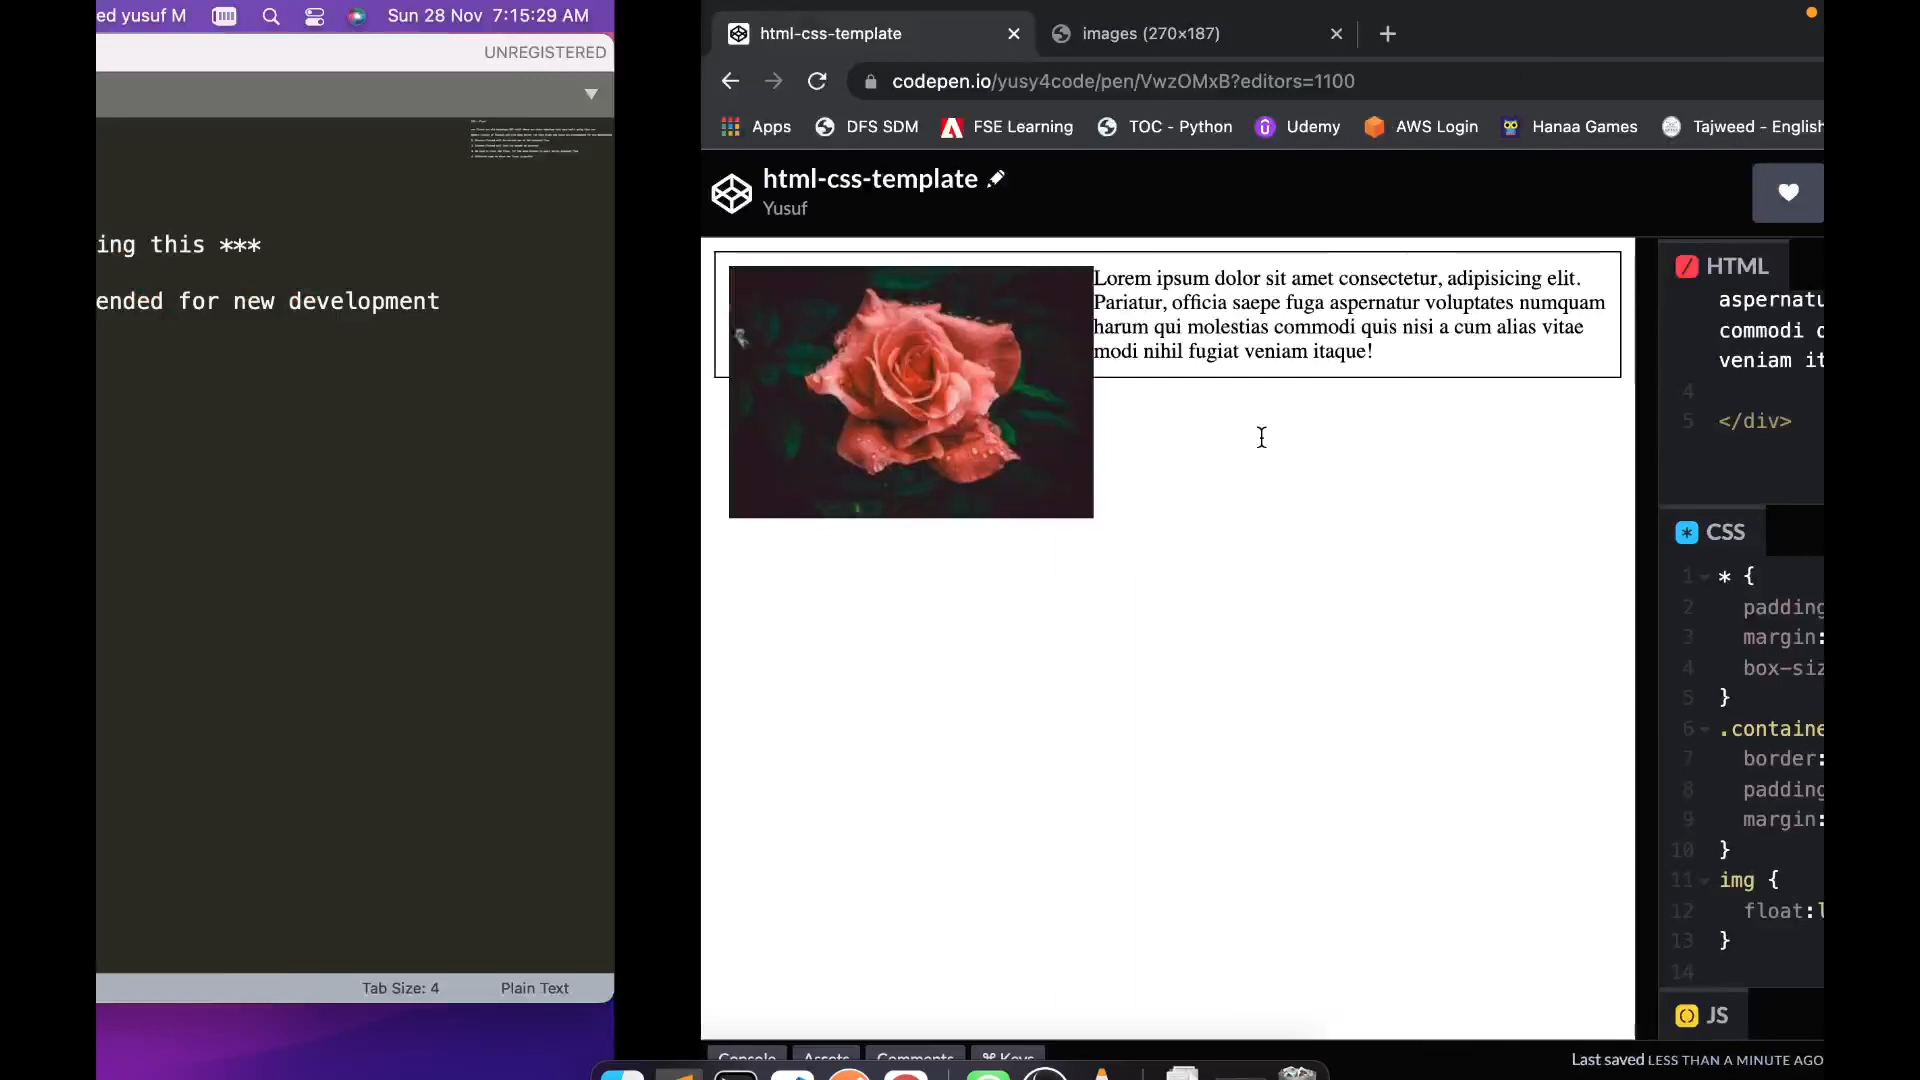 ed yusuf M
Sun 28 Nov 7:15:29 AM
UNREGISTERED
ing this ***
ended for new development
Tab Size: 4
Plain Text
html-css-template
images (270×187)
codepen.io/yusy4code/pen/VwzOMxB?editors=1100
Apps
DFS SDM
FSE Learning
TOC - Python
Udemy
AWS Login
Hanaa Games
Tajweed - English
html-css-template
Yusuf
Lorem ipsum dolor sit amet consectetur, adipisicing elit.
Pariatur, officia saepe fuga aspernatur voluptates numquam
harum qui molestias commodi quis nisi a cum alias vitae
modi nihil fugiat veniam itaque!
HTML
aspernatu
commodi
veniam it
4
5 </div>
CSS
1 * {
2 padding
3 margin:
4 box-siz
5 }
6 .containe
7 border:
8 padding
9 margin:
10 }
11 img {
12 float:l
13 }
14
JS
Console
Assets
Comments
⌘ Keys
Last saved LESS THAN A MINUTE AGO